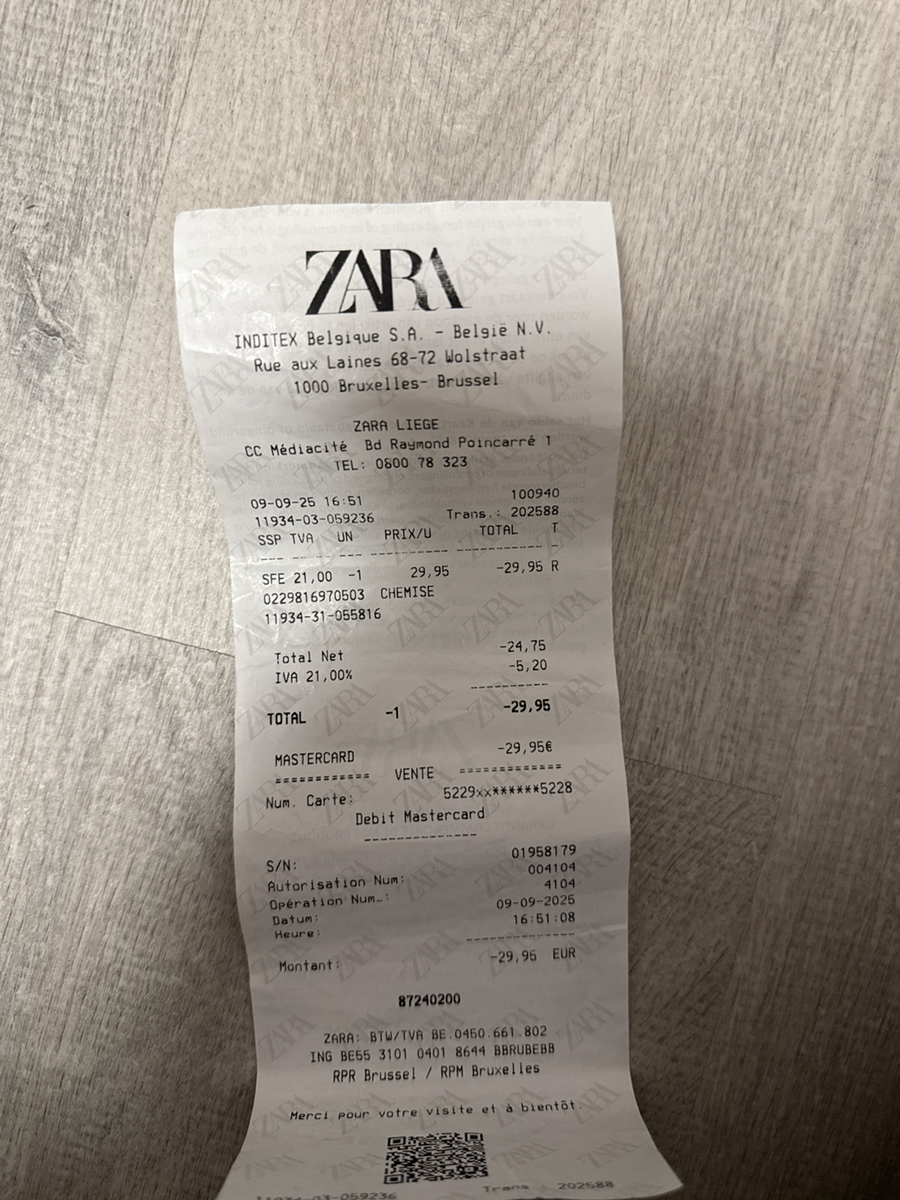 ZARA
INDITEX Belgique S.A. - België N.V.
Rue aux Laines 68-72 Wolstraat
1000 Bruxelles- Brussel
ZARA LIEGE
CC Médiacité Bd Raymond Poincarré 1
TEL: 0800 78 323
09-09-25 16:51 100940
11934-03-059236 Trans.: 202588
SSP TVA UN PRIX/U TOTAL T
--- --- --- ---------- ----------- -
SFE 21,00 -1 29,95 -29,95 R
0229816970503 CHEMISE
11934-31-055816
Total Net -24,75
IVA 21,00% -5,20
----------
TOTAL -1 -29,95
MASTERCARD -29,95€
============ VENTE =============
Num. Carte: 5229xx******5228
Debit Mastercard
---------------
S/N: 01958179
Autorisation Num: 004104
Opération Num.: 4104
Datum: 09-09-2025
Heure: 16:51:08
--------------
Montant: -29,95 EUR
87240200
ZARA: BTW/TVA BE.0450.661.802
ING BE55 3101 0401 8644 BBRUBEBB
RPR Brussel / RPM Bruxelles
Merci pour votre visite et à bientôt.
11934-03-059236 Trans : 202588